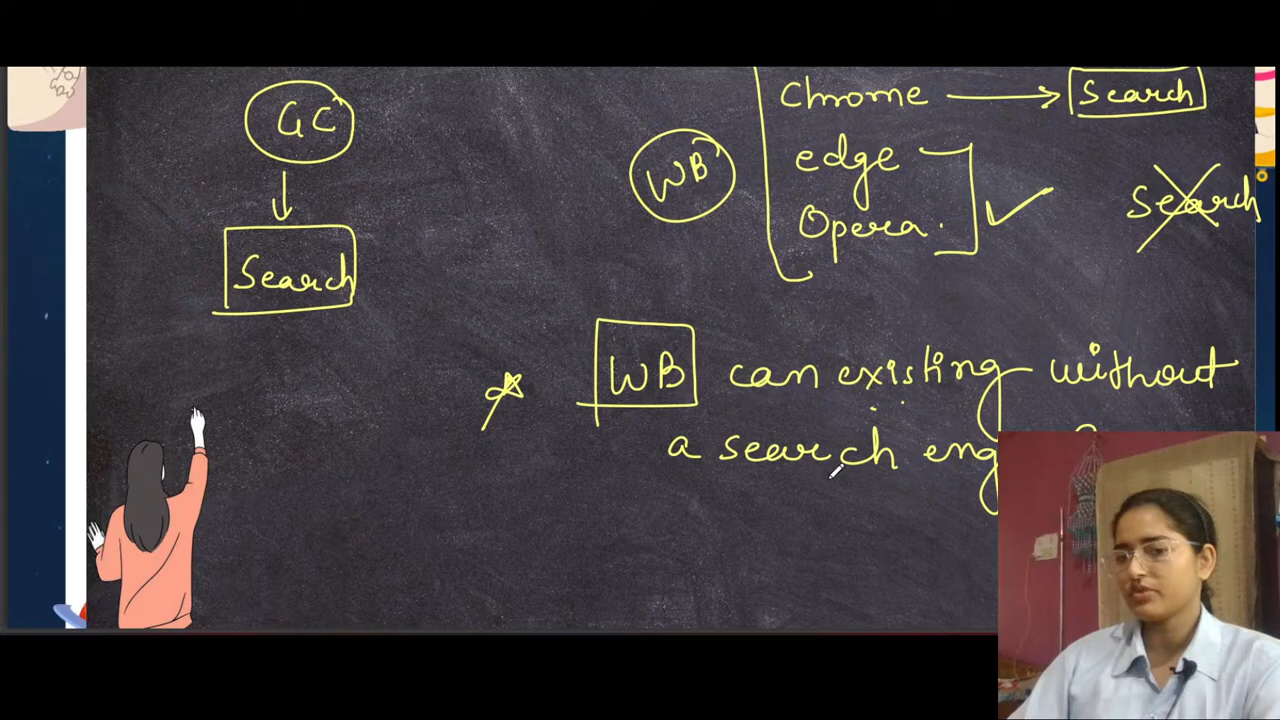 GC
Search
Chrome → Search
WB
edge
Opera.
Search
WB can existing without
a search eng